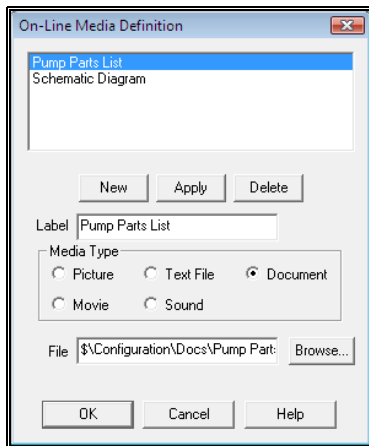 On-Line Media Definition
Pump Parts List
Schematic Diagram
New Apply Delete
Label Pump Parts List
Media Type
Picture Text File Document
Movie Sound
File $\Configuration\Docs\Pump Part: Browse...
OK Cancel Help